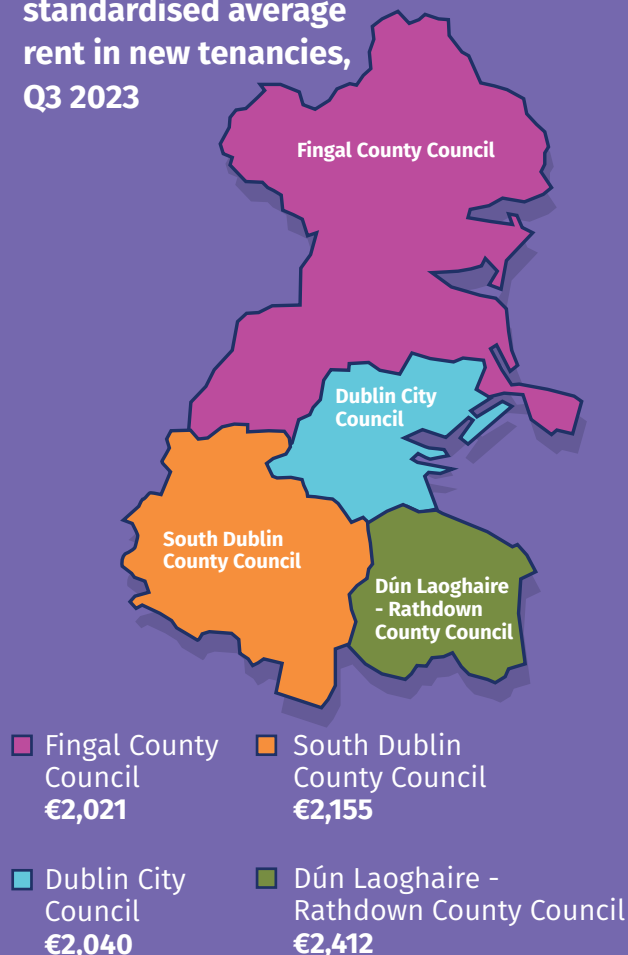 standardised average
rent in new tenancies,
Q3 2023
Fingal County Council
Dublin City
Council
South Dublin
County Council
Dún Laoghaire
- Rathdown
County Council
Fingal County
Council
€2,021
South Dublin
County Council
€2,155
Dublin City
Council
€2,040
Dún Laoghaire -
Rathdown County Council
€2,412